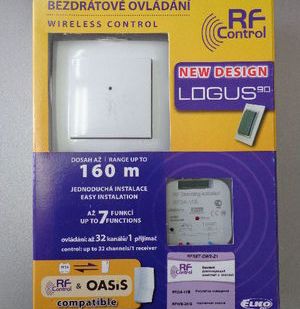 BEZDRÁTOVÉ OVLÁDÁNÍ
WIRELESS CONTROL
RF
Control
NEW DESIGN
LOGUS90
DOSAH AŽ RANGE UP TO
160 m
JEDNODUCHÁ INSTALACE
EASY INSTALATION
AŽ 7 FUNKCÍ
UP TO 7 FUNCTIONS
ovládání: až 32 kanálů/1 přijímač
control: up to 32 channels/1 receiver
RF
Control
& OASiS
compatible
ELKO